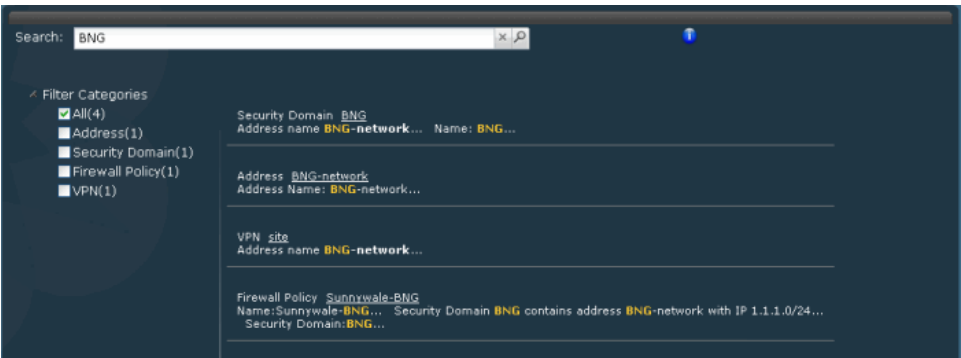 Search: BNG
Filter Categories
All(4)
Address(1)
Security Domain(1)
Firewall Policy(1)
VPN(1)
Security Domain BNG
Address name BNG-network... Name: BNG...
Address BNG-network
Address Name: BNG-network...
VPN site
Address name BNG-network...
Firewall Policy Sunnywale-BNG
Name:Sunnywale-BNG... Security Domain BNG contains address BNG-network with IP 1.1.1.0/24...
Security Domain:BNG...